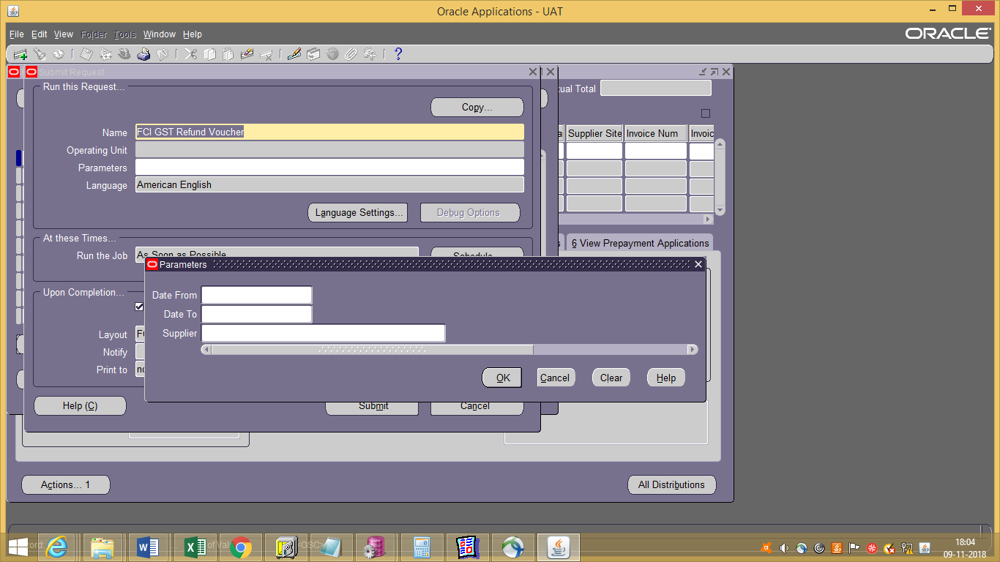 Oracle Applications - UAT
File Edit View Folder Tools Window Help
ORACLE
Submit Request
Run this Request...
tual Total
Copy...
Name FCI GST Refund Voucher
Supplier Site Invoice Num Invoic
Operating Unit
Parameters
Language American English
Language Settings... Debug Options
At these Times...
6 View Prepayment Applications
Run the Job As Soon as Possible
Schedule
Parameters
Upon Completion...
Date From
Date To
Supplier
Layout
Notify
Print to
OK Cancel Clear Help
Help (C) Submit Cancel
Actions... 1 All Distributions
18:04
09-11-2018